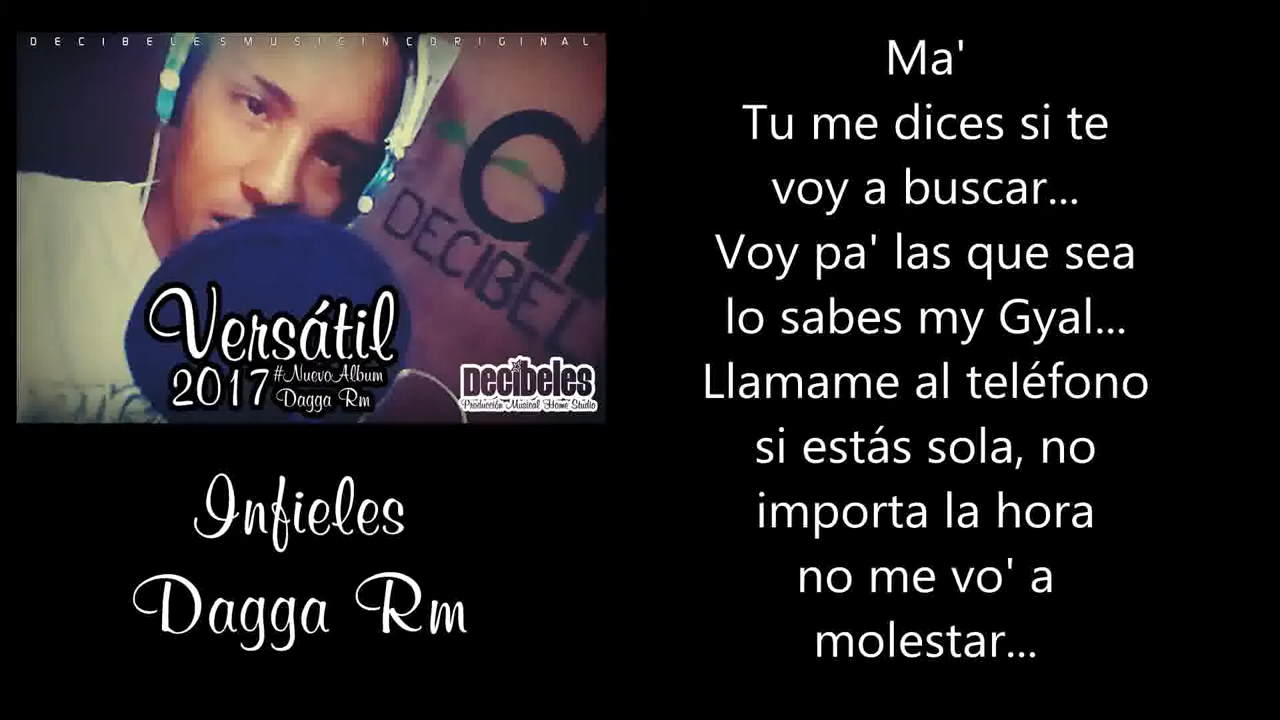 DECIBELESMUSICINCORIGINAL
DECIBEL
Versátil
2017 #NuevoAlbum
Dagga Rm
Decibeles
Producción Musical Home Studio
Infieles
Dagga Rm
Ma'
Tu me dices si te
voy a buscar...
Voy pa' las que sea
lo sabes my Gyal...
Llamame al teléfono
si estás sola, no
importa la hora
no me vo' a
molestar...